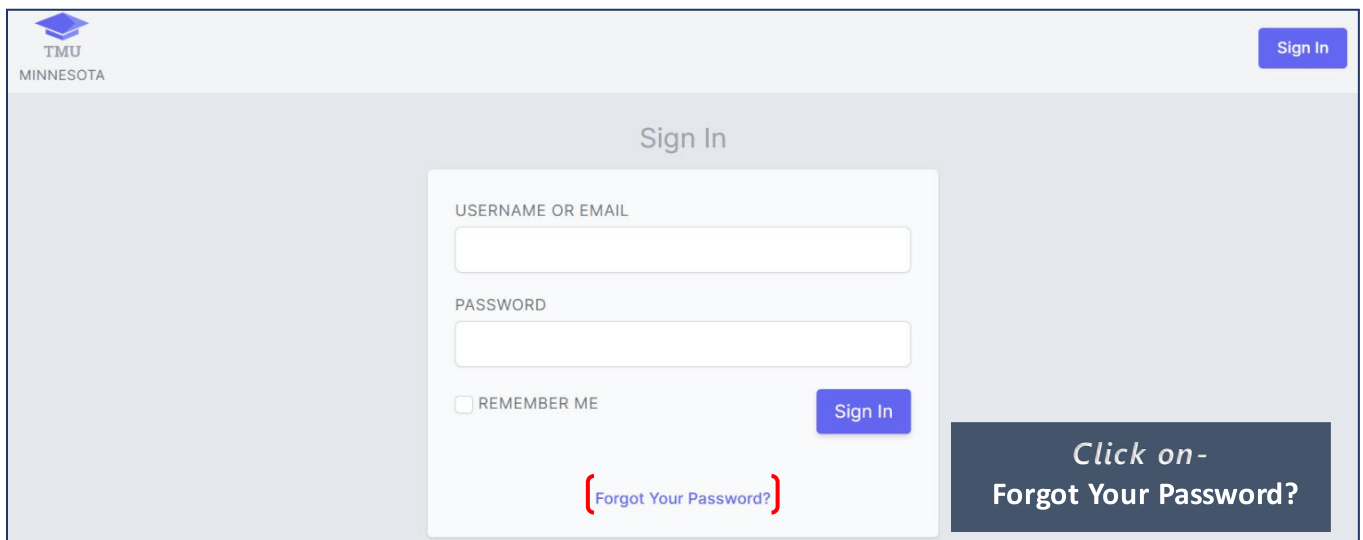 TMU
MINNESOTA
Sign In
Sign In
USERNAME OR EMAIL
PASSWORD
REMEMBER ME
Sign In
Forgot Your Password?
Click on-
Forgot Your Password?